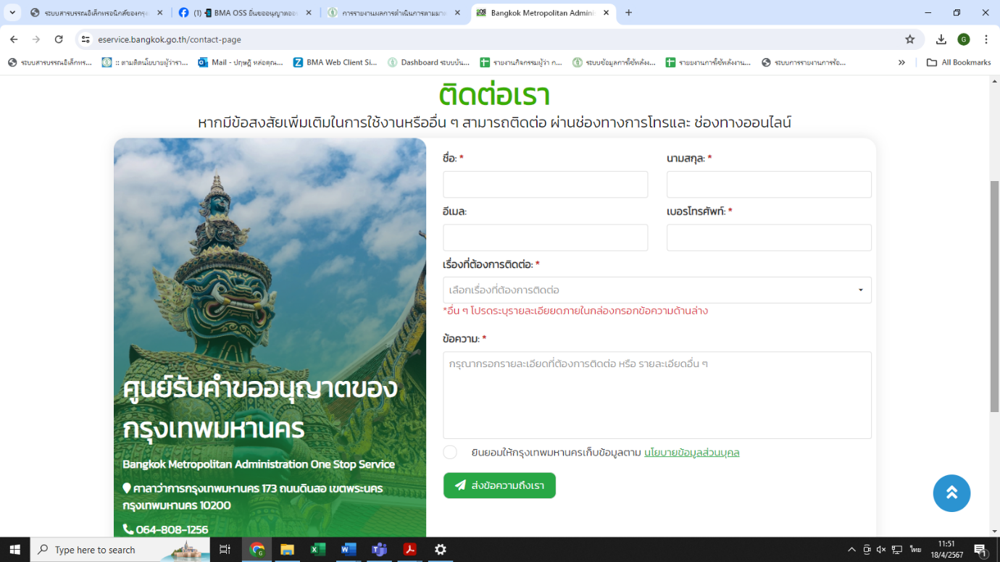 ระบบสารบรรณอิเล็กทรอนิกส์ของกรุง
(1) BMA OSS ยื่นขออนุญาตออน
การรายงานผลการดำเนินการตามมา
Bangkok Metropolitan Admini
eservice.bangkok.go.th/contact-page
G
ระบบสารบรรณอิเล็กทร...
:: ตามติดนโยบายผู้ว่ารา...
Mail - ปฤษฎิ์ หล่อคุณ...
BMA Web Client Si...
Dashboard ระบบบัน...
รายงานกิจกรรมผู้ว่า ก...
ระบบข้อมูลการใช้พลังง...
รายงานการใช้พลังงาน...
ระบบการรายงานการร้อ...
All Bookmarks
ติดต่อเรา
หากมีข้อสงสัยเพิ่มเติมในการใช้งานหรืออื่น ๆ สามารถติดต่อ ผ่านช่องทางการโทรและ ช่องทางออนไลน์
ศูนย์รับคำขออนุญาตของ
กรุงเทพมหานคร
Bangkok Metropolitan Administration One Stop Service
ศาลาว่าการกรุงเทพมหานคร 173 ถนนดินสอ เขตพระนคร
กรุงเทพมหานคร 10200
064-808-1256
ชื่อ: *
นามสกุล: *
อีเมล:
เบอรโทรศัพท์: *
เรื่องที่ต้องการติดต่อ: *
เลือกเรื่องที่ต้องการติดต่อ
*อื่น ๆ โปรดระบุรายละเอียยดภายในกล่องกรอกข้อความด้านล่าง
ข้อความ: *
กรุณากรอกรายละเอียดที่ต้องการติดต่อ หรือ รายละเอียดอื่น ๆ
ยินยอมให้กรุงเทพมหานครเก็บข้อมูลตาม นโยบายข้อมูลส่วนบุคล
ส่งข้อความถึงเรา
Type here to search
ไทย
11:51
18/4/2567
1